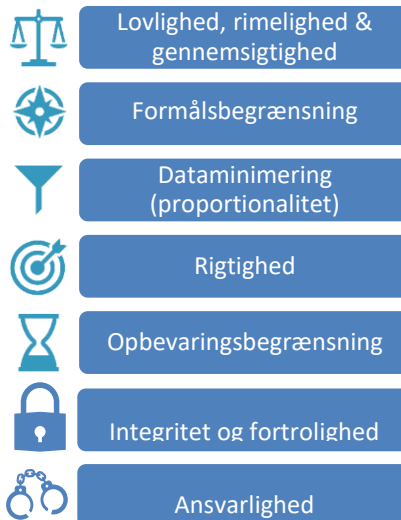 Lovlighed, rimelighed &
gennemsigtighed
Formålsbegrænsning
Dataminimering
(proportionalitet)
Rigtighed
Opbevaringsbegrænsning
Integritet og fortrolighed
Ansvarlighed